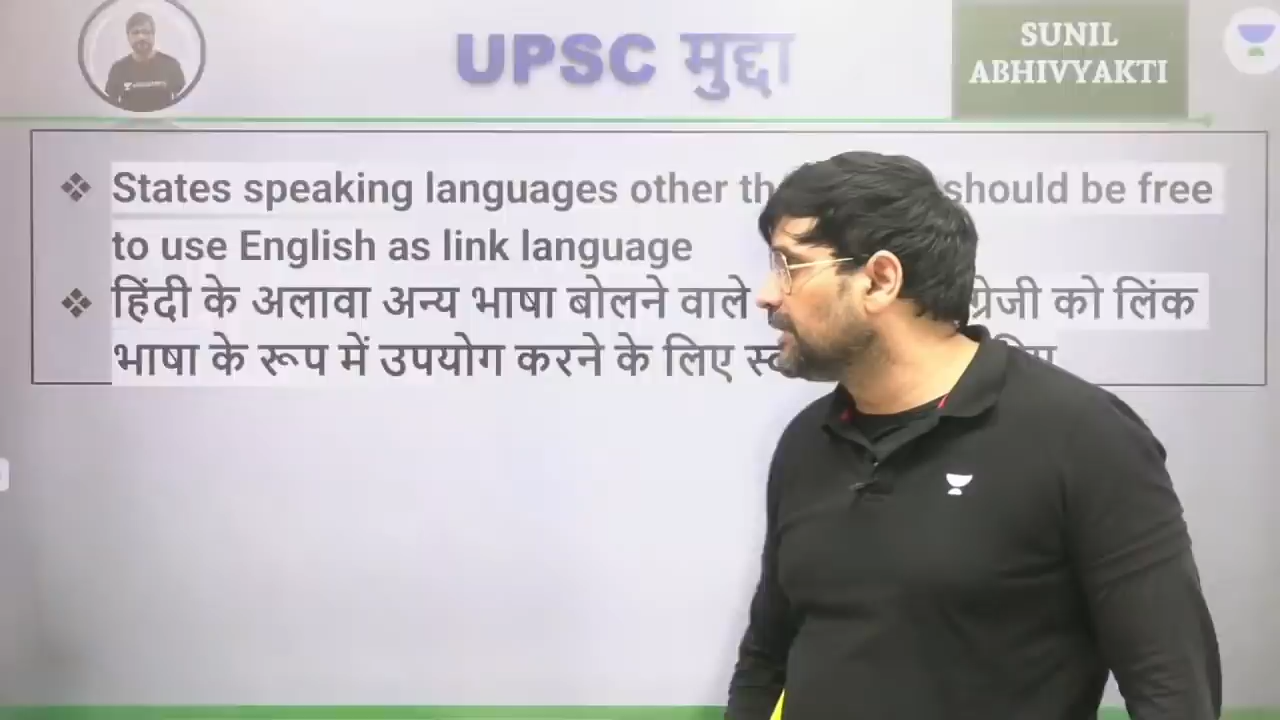 UPSC मुद्दा
SUNIL
ABHIVYAKTI
States speaking languages other should be free
to use English as link language
हिंदी के अलावा अन्य भाषा बोलने वाले को लिंक
भाषा के रूप में उपयोग करने के लिए